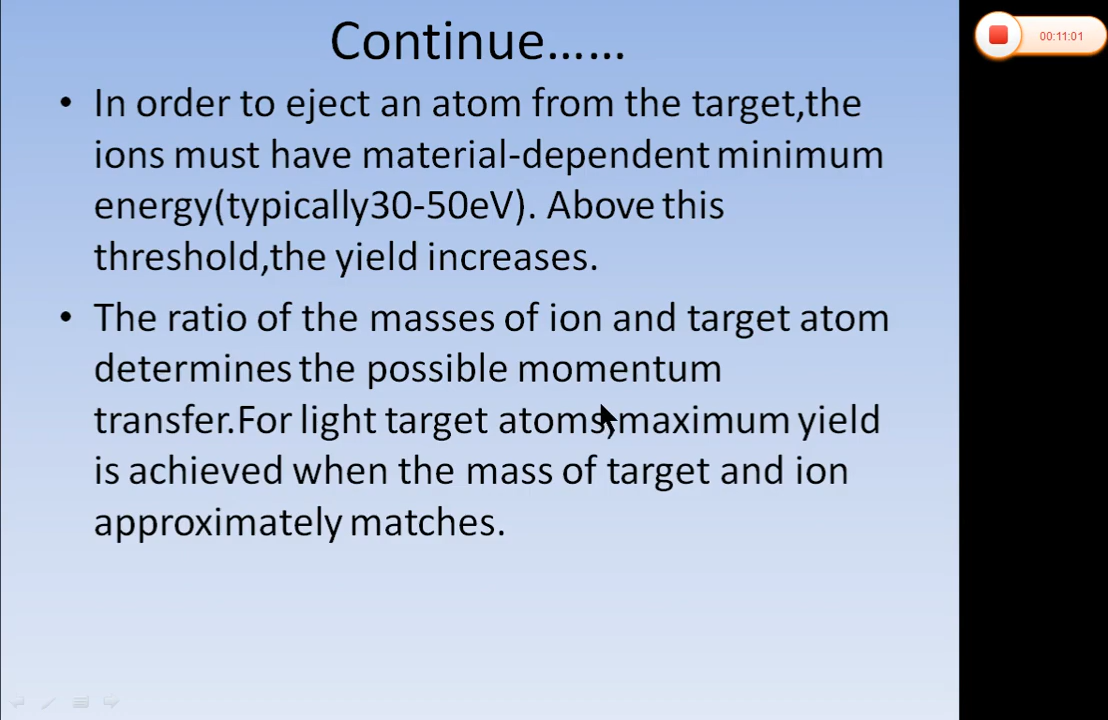 Continue......
• In order to eject an atom from the target,the
ions must have material-dependent minimum
energy(typically30-50eV). Above this
threshold,the yield increases.
• The ratio of the masses of ion and target atom
determines the possible momentum
transfer.For light target atoms,maximum yield
is achieved when the mass of target and ion
approximately matches.
00:11:01